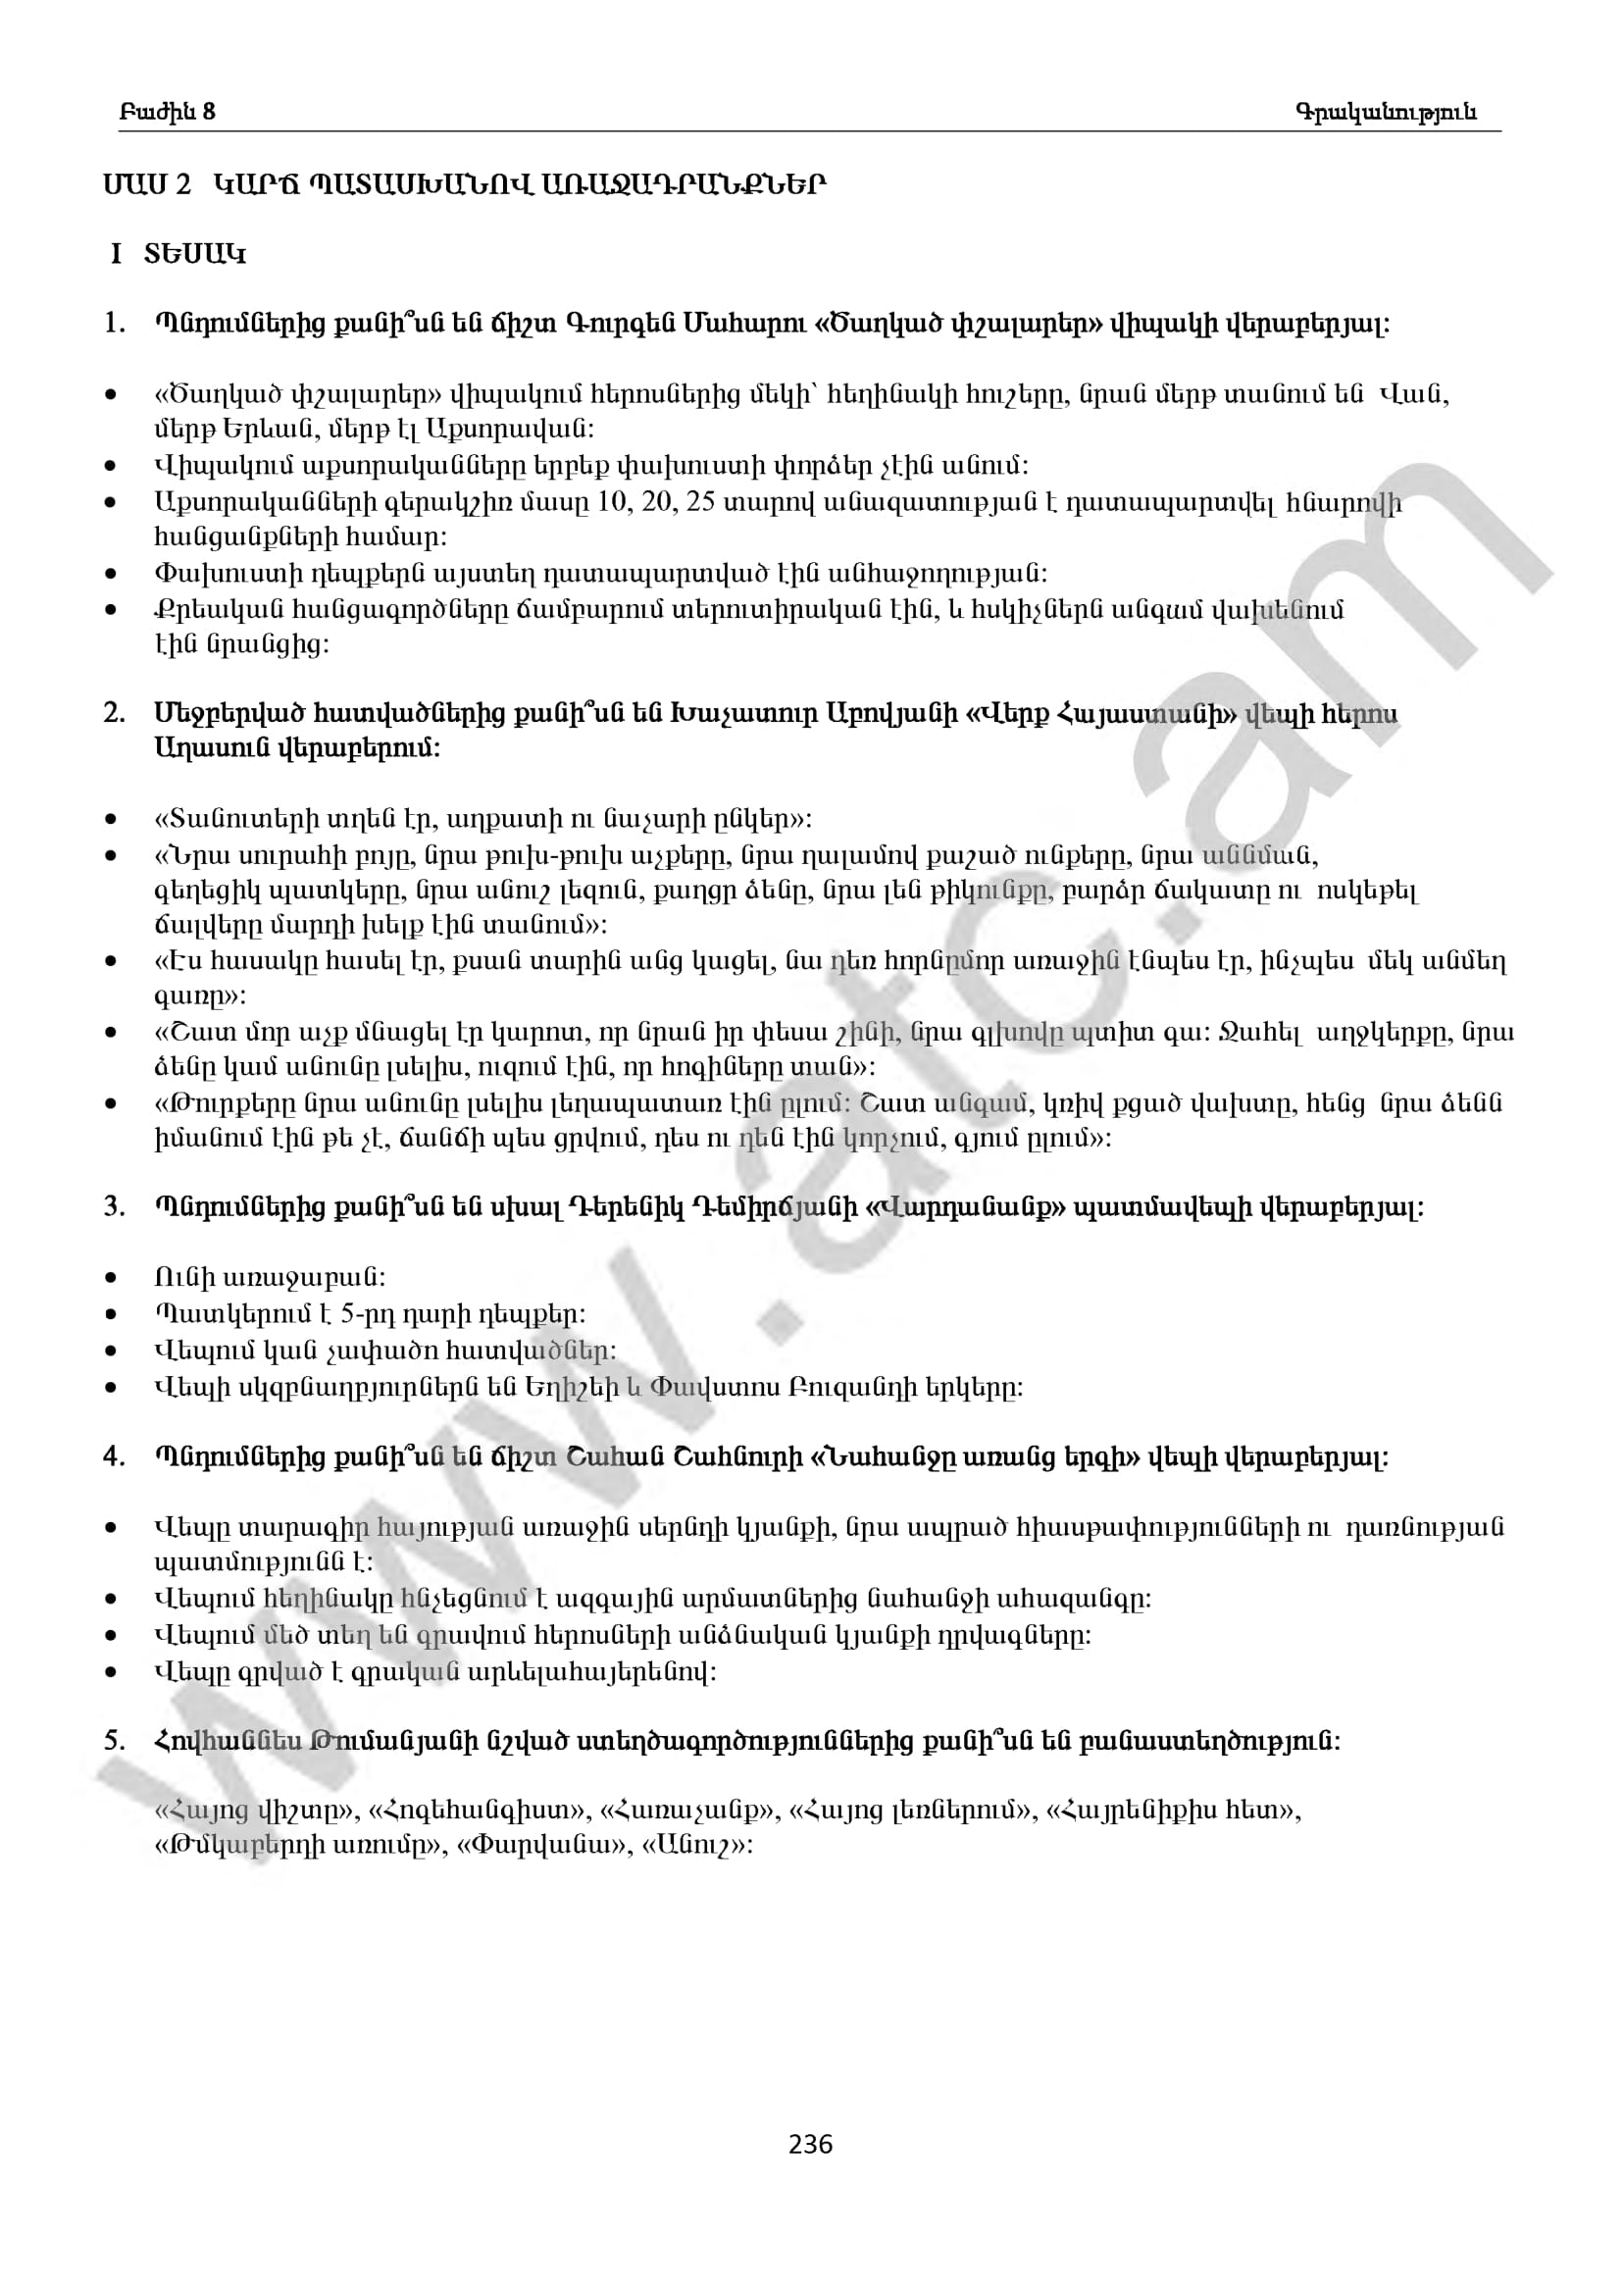 Բաժին 8 Գրականություն
ՄԱՍ 2 ԿԱՐՃ ՊԱՏԱՍԽԱՆՈՎ ԱՌԱՋԱԴՐԱՆՔՆԵՐ
I ՏԵՍԱԿ
1. Պնդումներից քանի՞սն են ճիշտ Գուրգեն Մահարու «Ծաղկած փշալարեր» վիպակի վերաբերյալ:
• «Ծաղկած փշալարեր» վիպակում հերոսներից մեկի՝ հեղինակի հուշերը, նրան մերթ տանում են Վան,
մերթ Երևան, մերթ էլ Աքսորավան:
• Վիպակում աքսորականները երբեք փախուստի փորձեր չէին անում:
• Աքսորականների գերակշիռ մասը 10, 20, 25 տարով անազատության է դատապարտվել հնարովի
հանցանքների համար:
• Փախուստի դեպքերն այստեղ դատապարտված էին անհաջողության:
• Քրեական հանցագործները ճամբարում տերուտիրական էին, և հսկիչներն անգամ վախենում
էին նրանցից:
2. Մեջբերված հատվածներից քանի՞սն են Խաչատուր Աբովյանի «Վերք Հայաստանի» վեպի հերոս
Աղասուն վերաբերում:
• «Տանուտերի տղեն էր, աղքատի ու նաչարի ընկեր»:
• «Նրա սուրահի բոյը, նրա թուխ-թուխ աչքերը, նրա ղալամով քաշած ունքերը, նրա աննման,
գեղեցիկ պատկերը, նրա անուշ լեզուն, քաղցր ձենը, նրա լեն թիկունքը, բարձր ճակատը ու ոսկեթել
ճալվերը մարդի խելք էին տանում»:
• «Էս հասակը հասել էր, քսան տարին անց կացել, նա դեռ հորնըմոր առաջին էնպես էր, ինչպես մեկ անմեղ
գառը»:
• «Շատ մոր աչք մնացել էր կարոտ, որ նրան իր փեսա շինի, նրա գլխովը պտիտ գա: Ջահել աղջկերքը, նրա
ձենը կամ անունը լսելիս, ուզում էին, որ հոգիները տան»:
• «Թուրքերը նրա անունը լսելիս լեղապատառ էին ըլում: Շատ անգամ, կռիվ քցած վախտը, հենց նրա ձենն
իմանում էին թե չէ, ճանճի պես ցրվում, դես ու դեն էին կորչում, գյում ըլում»:
3. Պնդումներից քանի՞սն են սխալ Դերենիկ Դեմիրճյանի «Վարդանանք» պատմավեպի վերաբերյալ:
• Ունի առաջաբան:
• Պատկերում է 5-րդ դարի դեպքեր:
• Վեպում կան չափածո հատվածներ:
• Վեպի սկզբնաղբյուրներն են Եղիշեի և Փավստոս Բուզանդի երկերը:
4. Պնդումներից քանի՞սն են ճիշտ Շահան Շահնուրի «Նահանջը առանց երգի» վեպի վերաբերյալ:
• Վեպը տարագիր հայության առաջին սերնդի կյանքի, նրա ապրած հիասթափությունների ու դառնության
պատմությունն է:
• Վեպում հեղինակը հնչեցնում է ազգային արմատներից նահանջի ահազանգը:
• Վեպում մեծ տեղ են գրավում հերոսների անձնական կյանքի դրվագները:
• Վեպը գրված է գրական արևելահայերենով:
5. Հովհաննես Թումանյանի նշված ստեղծագործություններից քանի՞սն են բանաստեղծություն:
«Հայոց վիշտը», «Հոգեհանգիստ», «Հառաչանք», «Հայոց լեռներում», «Հայրենիքիս հետ»,
«Թմկաբերդի առումը», «Փարվանա», «Անուշ»:
236
www.atc.am